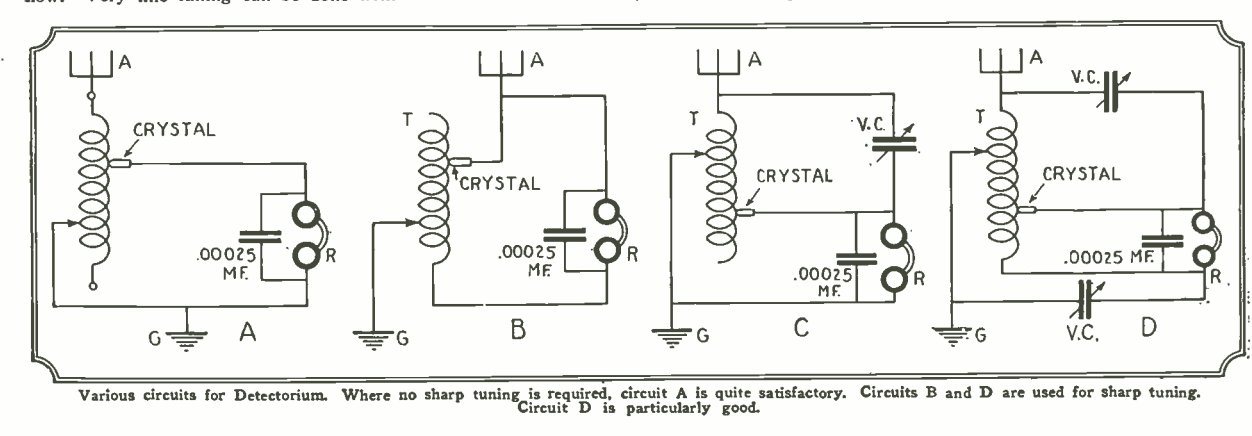 A
CRYSTAL
.00025
MF.
R
G
A
A
T
CRYSTAL
.00025
MF.
R
G
B
A
T
V.C.
CRYSTAL
.00025
MF.
R
G
C
A
V.C.
T
CRYSTAL
.00025 MF.
R
G
V.C.
D
Various circuits for Detectorium. Where no sharp tuning is required, circuit A is quite satisfactory. Circuits B and D are used for sharp tuning.
Circuit D is particularly good.